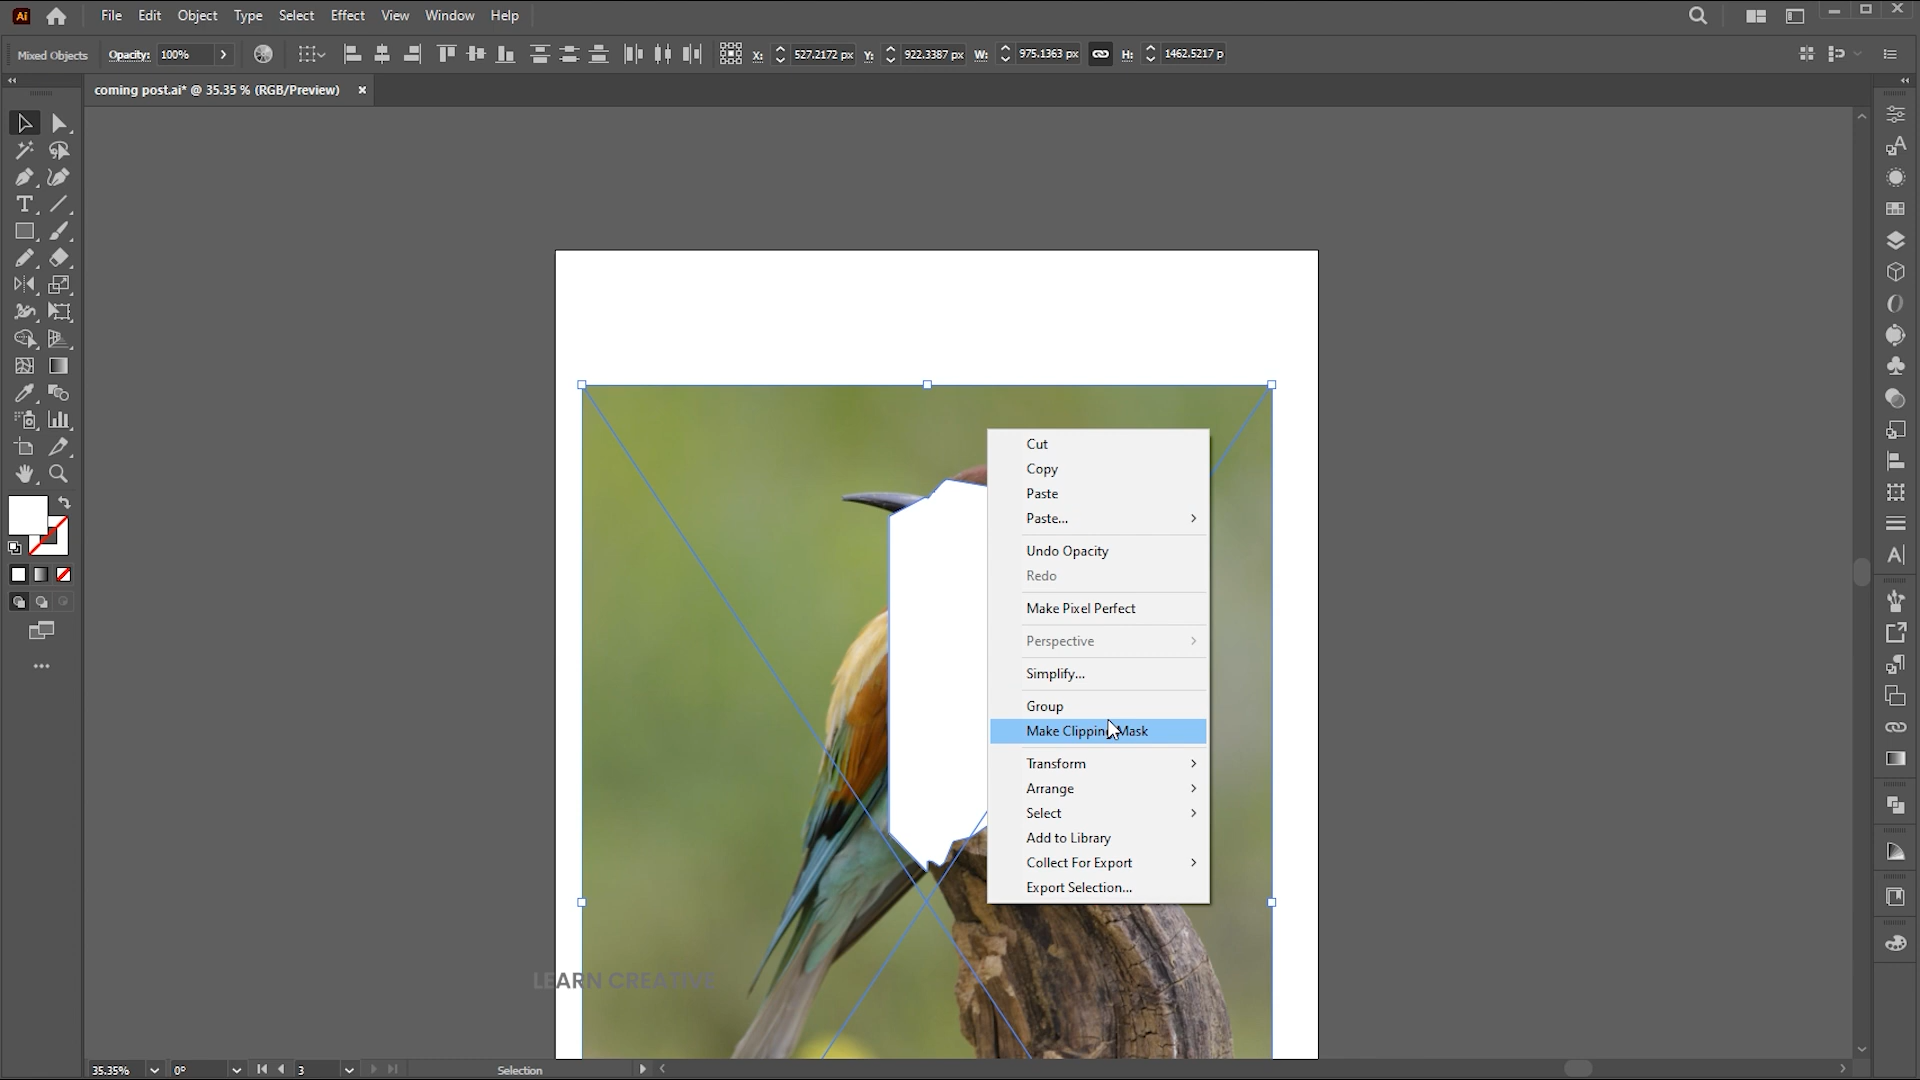 Ai File Edit Object Type Select Effect View Window Help
Mixed Objects Opacity: 100% X: 527.2172 px Y: 922.3387 px W: 975.1363 px H: 1462.5217 p
coming post.ai* @ 35.35 % (RGB/Preview)
Cut
Copy
Paste
Paste...
Undo Opacity
Redo
Make Pixel Perfect
Perspective
Simplify...
Group
Make Clipping Mask
Transform
Arrange
Select
Add to Library
Collect For Export
Export Selection...
LEARN CREATIVE
35.35% 0° 3 Selection